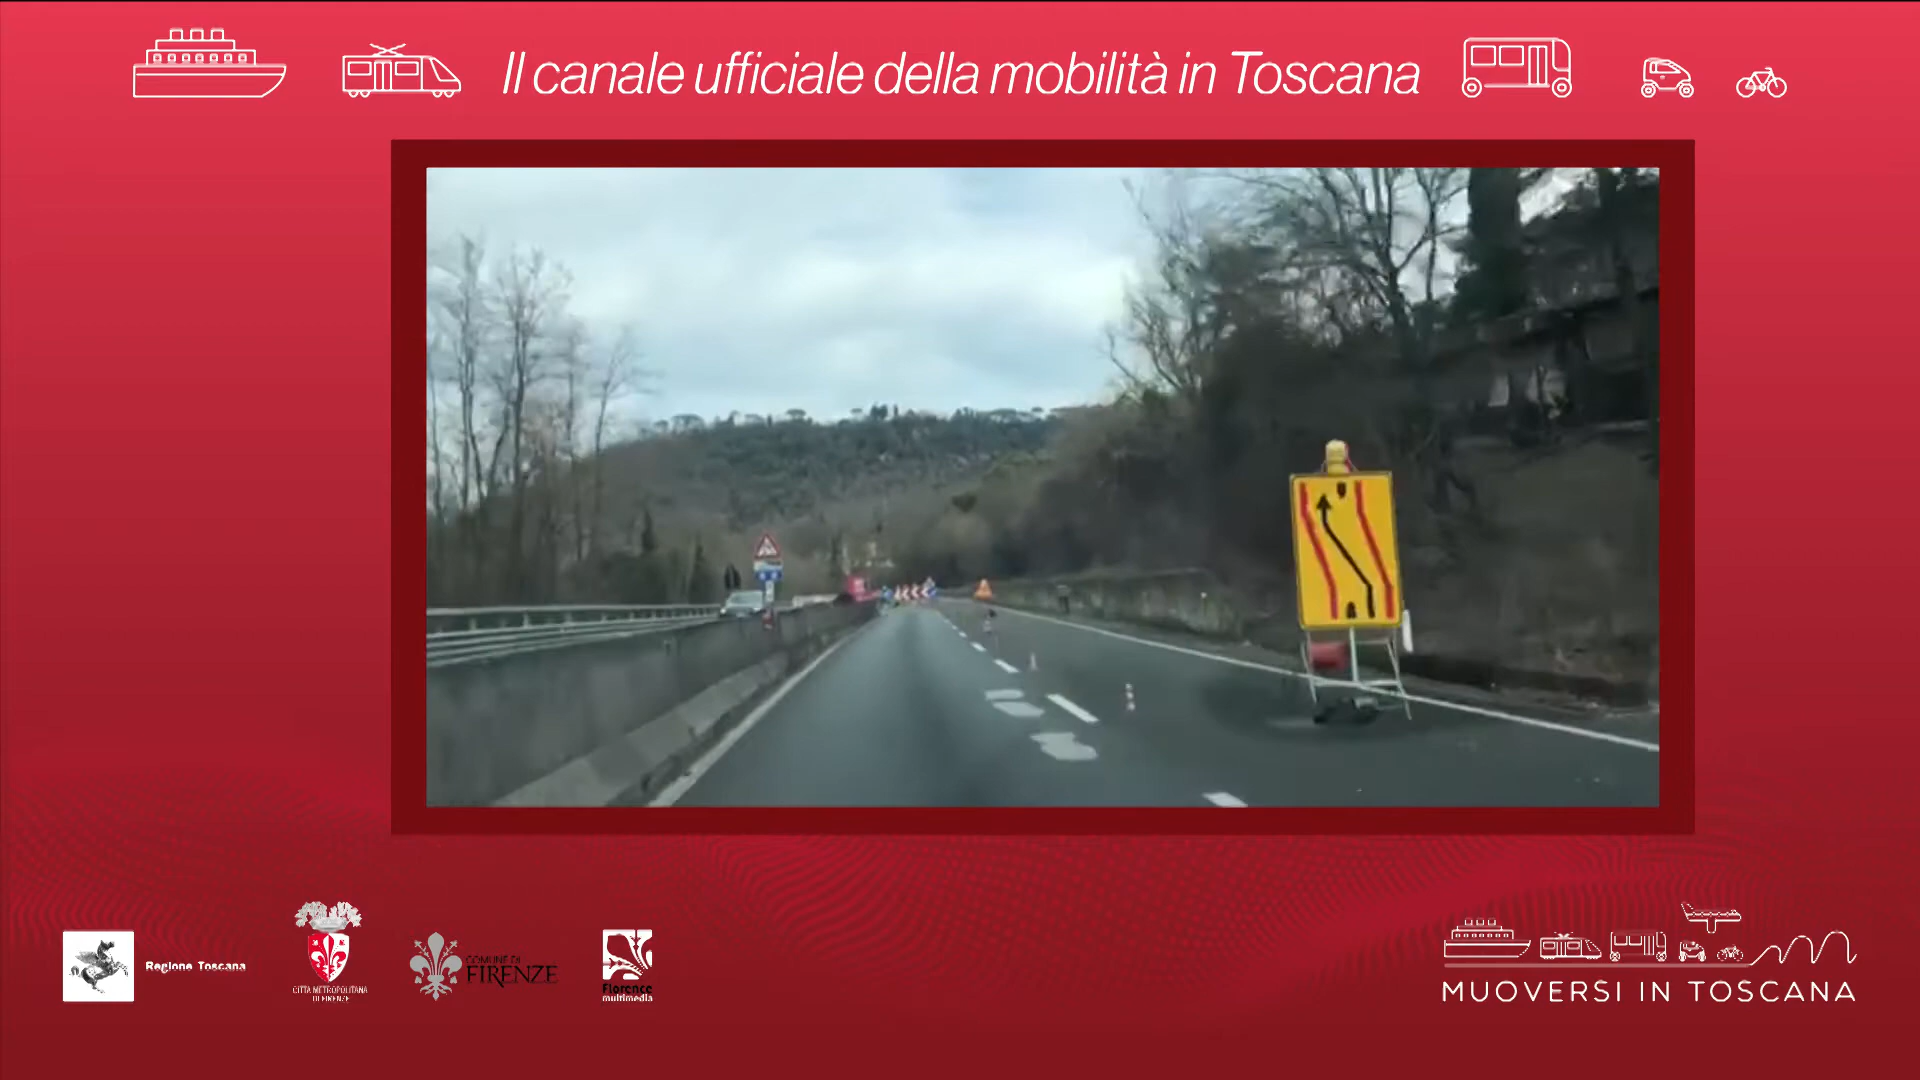 Il canale ufficiale della mobilità in Toscana
Regione Toscana
CITTÀ METROPOLITANA
DI FIRENZE
COMUNE DI
FIRENZE
Florence
multimedia
MUOVERSI IN TOSCANA